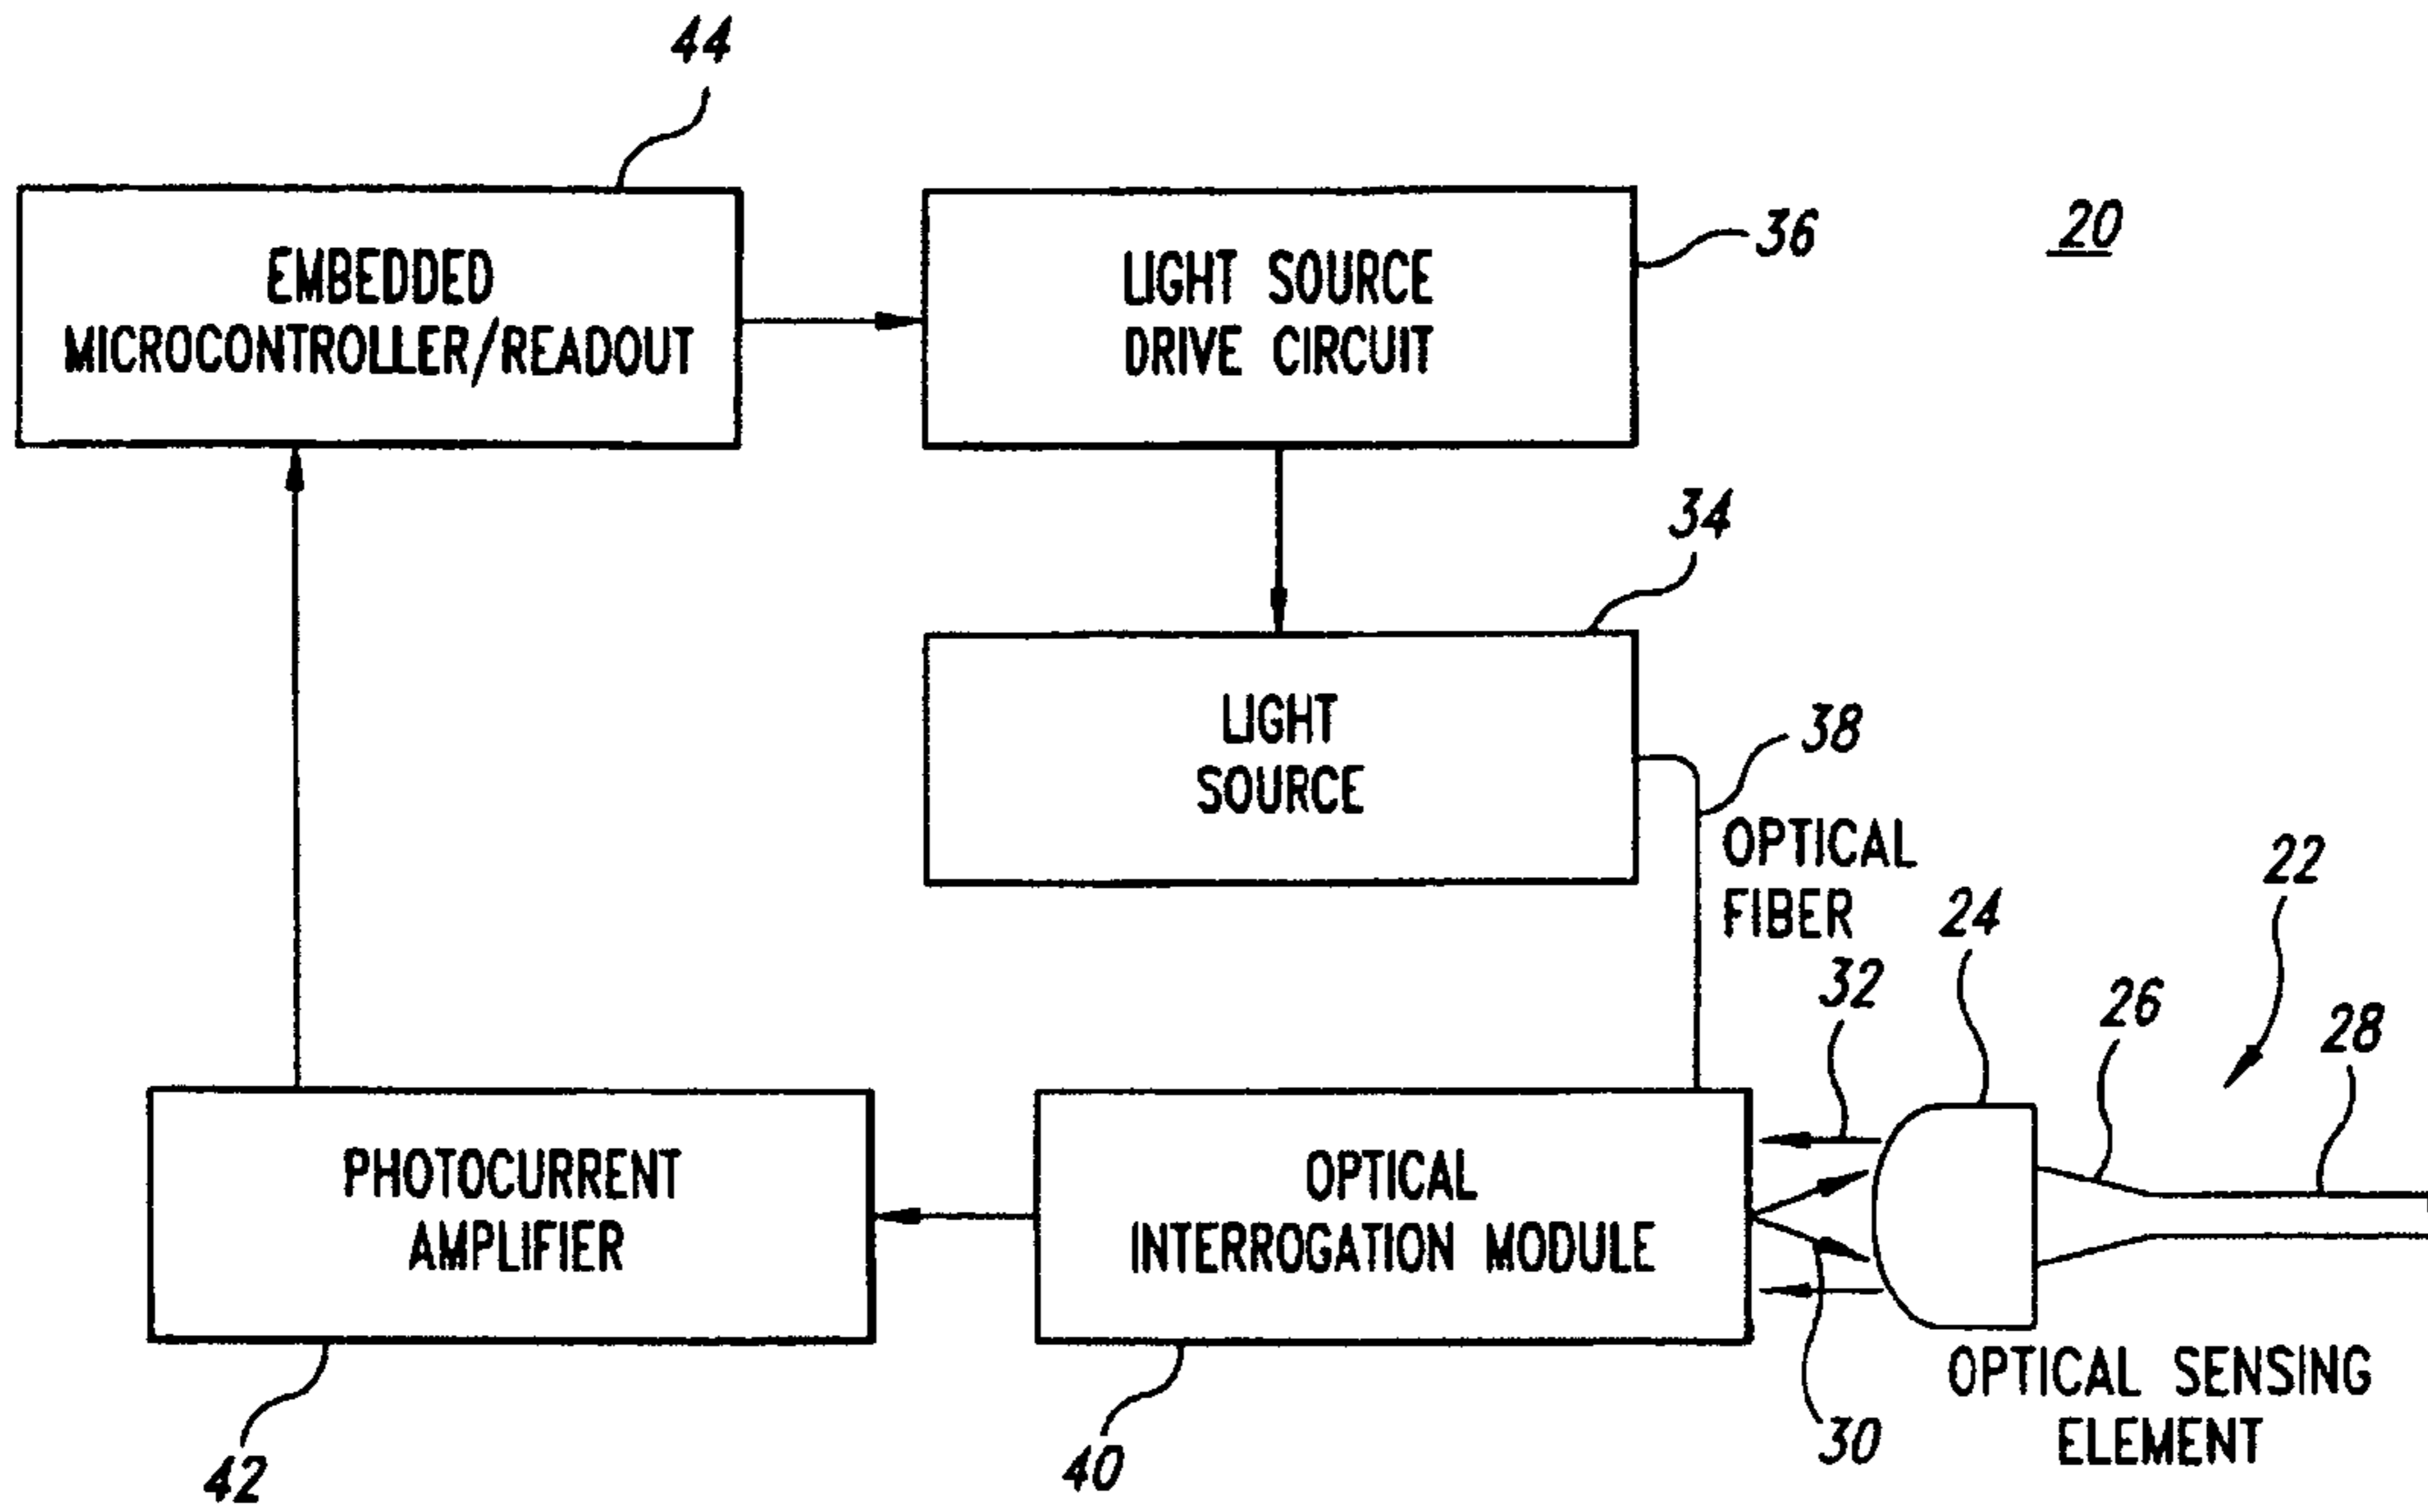 44
EMBEDDED
MICROCONTROLLER/READOUT
LIGHT SOURCE
DRIVE CIRCUIT
36
20
34
LIGHT
SOURCE
38
OPTICAL
FIBER
22
24
32
26
28
PHOTOCURRENT
AMPLIFIER
OPTICAL
INTERROGATION MODULE
OPTICAL SENSING
ELEMENT
30
42
40